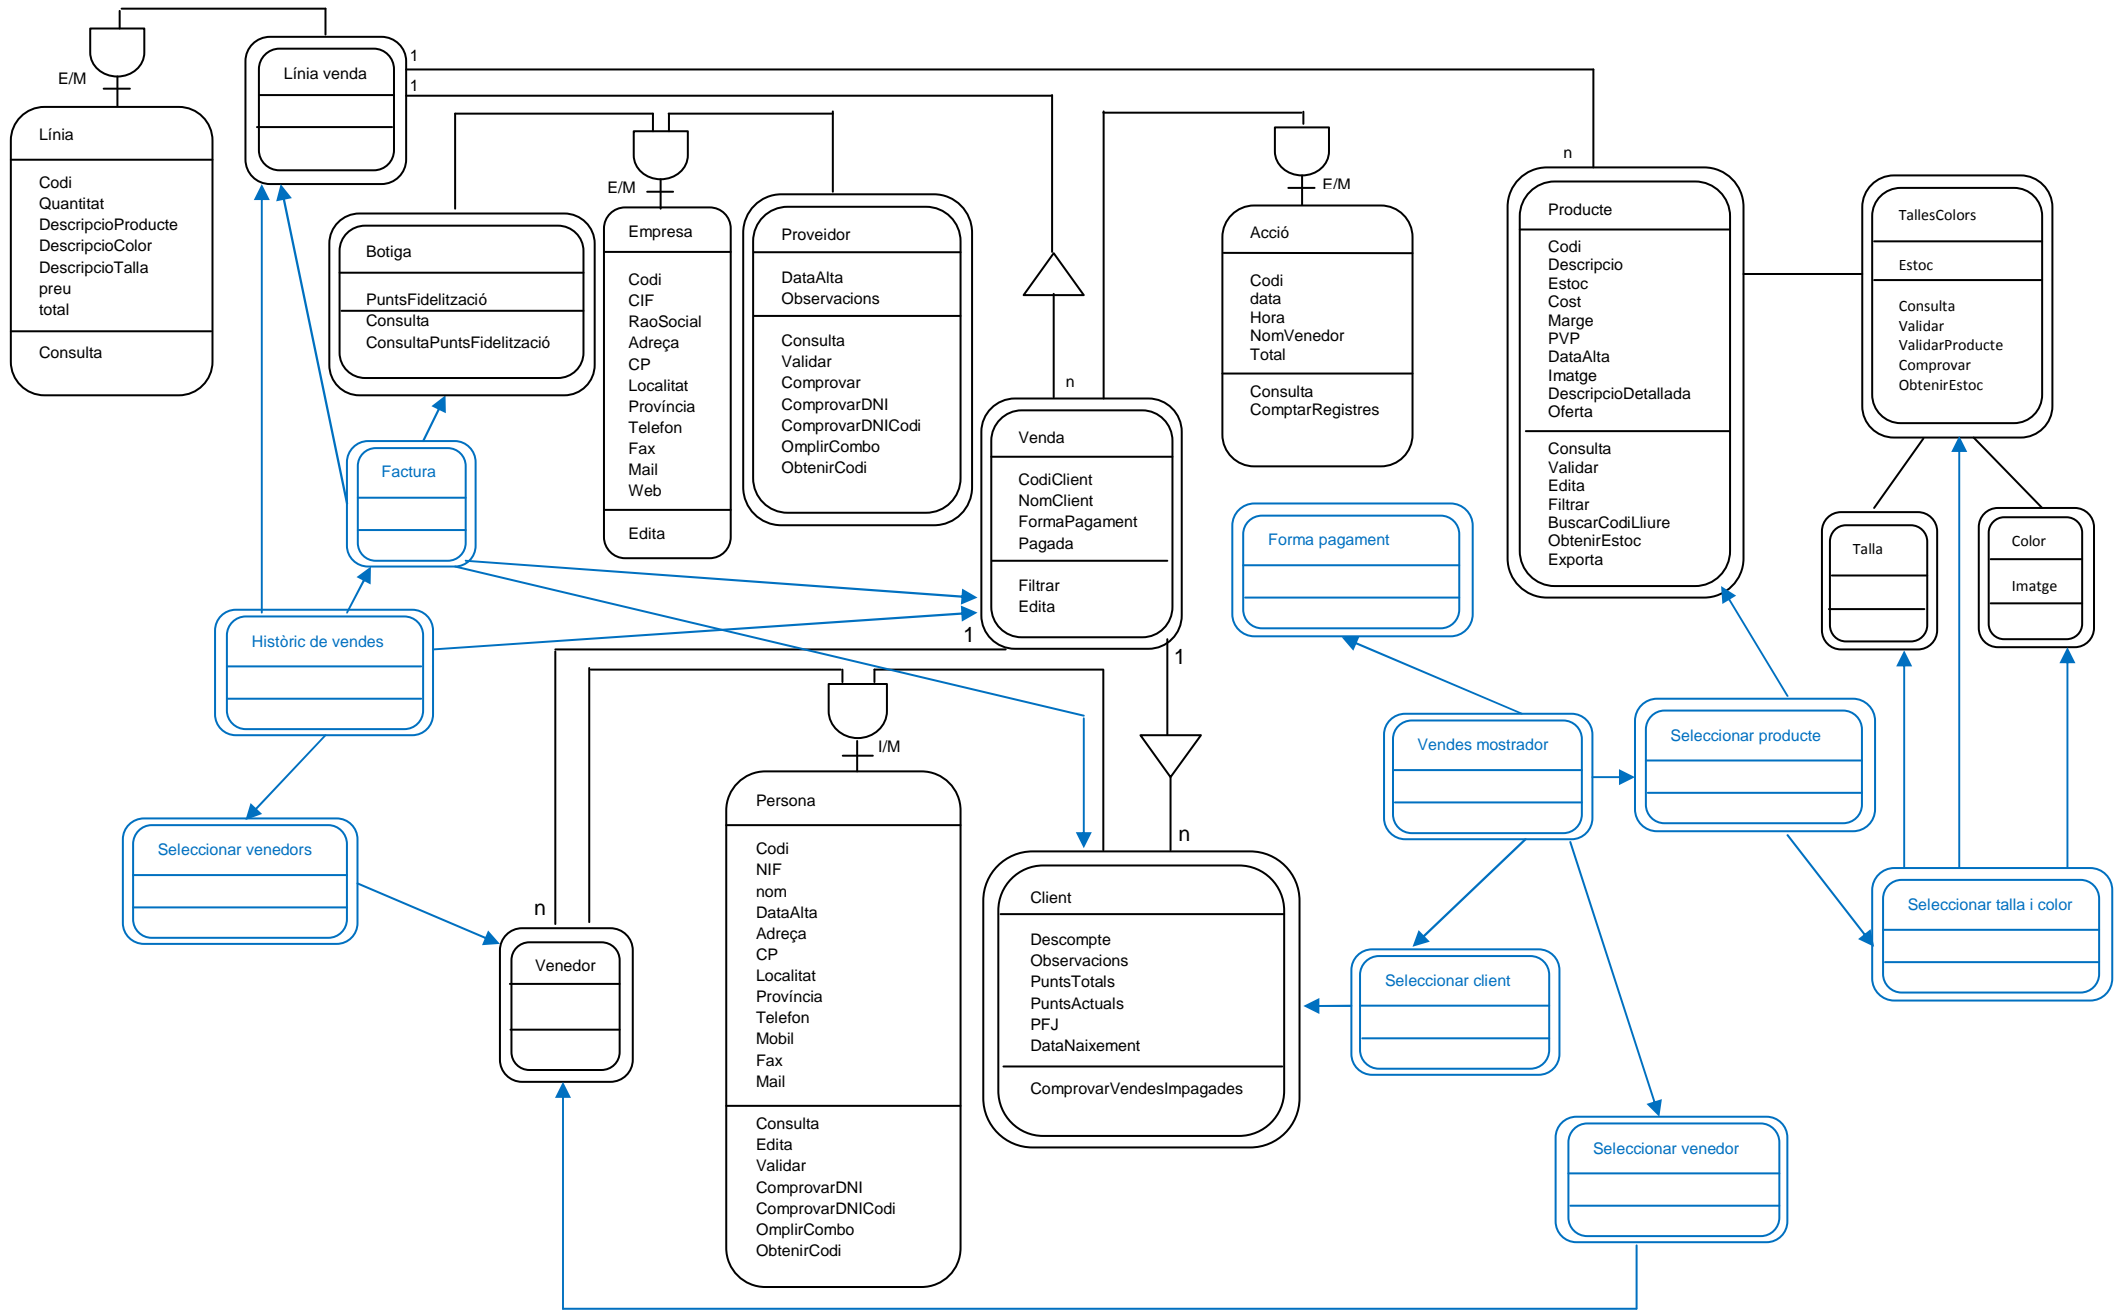 E/M
Línia
Codi
Quantitat
DescripcioProducte
DescripcioColor
DescripcioTalla
preu
total
Consulta
Línia venda
1
1
n
Botiga
PuntsFidelització
Consulta
ConsultaPuntsFidelització
E/M
Empresa
Codi
CIF
RaoSocial
Adreça
CP
Localitat
Província
Telefon
Fax
Mail
Web
Edita
Proveidor
DataAlta
Observacions
Consulta
Validar
Comprovar
ComprovarDNI
ComprovarDNICodi
OmplirCombo
ObtenirCodi
n
Venda
CodiClient
NomClient
FormaPagament
Pagada
Filtrar
Edita
1
1
E/M
Acció
Codi
data
Hora
NomVenedor
Total
Consulta
ComptarRegistres
Producte
Codi
Descripcio
Estoc
Cost
Marge
PVP
DataAlta
Imatge
DescripcioDetallada
Oferta
Consulta
Validar
Edita
Filtrar
BuscarCodiLliure
ObtenirEstoc
Exporta
TallesColors
Estoc
Consulta
Validar
ValidarProducte
Comprovar
ObtenirEstoc
Talla
Color
Imatge
Factura
Històric de vendes
Seleccionar venedors
n
Venedor
I/M
Persona
Codi
NIF
nom
DataAlta
Adreça
CP
Localitat
Província
Telefon
Mobil
Fax
Mail
Consulta
Edita
Validar
ComprovarDNI
ComprovarDNICodi
OmplirCombo
ObtenirCodi
n
Client
Descompte
Observacions
PuntsTotals
PuntsActuals
PFJ
DataNaixement
ComprovarVendesImpagades
Forma pagament
Vendes mostrador
Seleccionar producte
Seleccionar talla i color
Seleccionar client
Seleccionar venedor